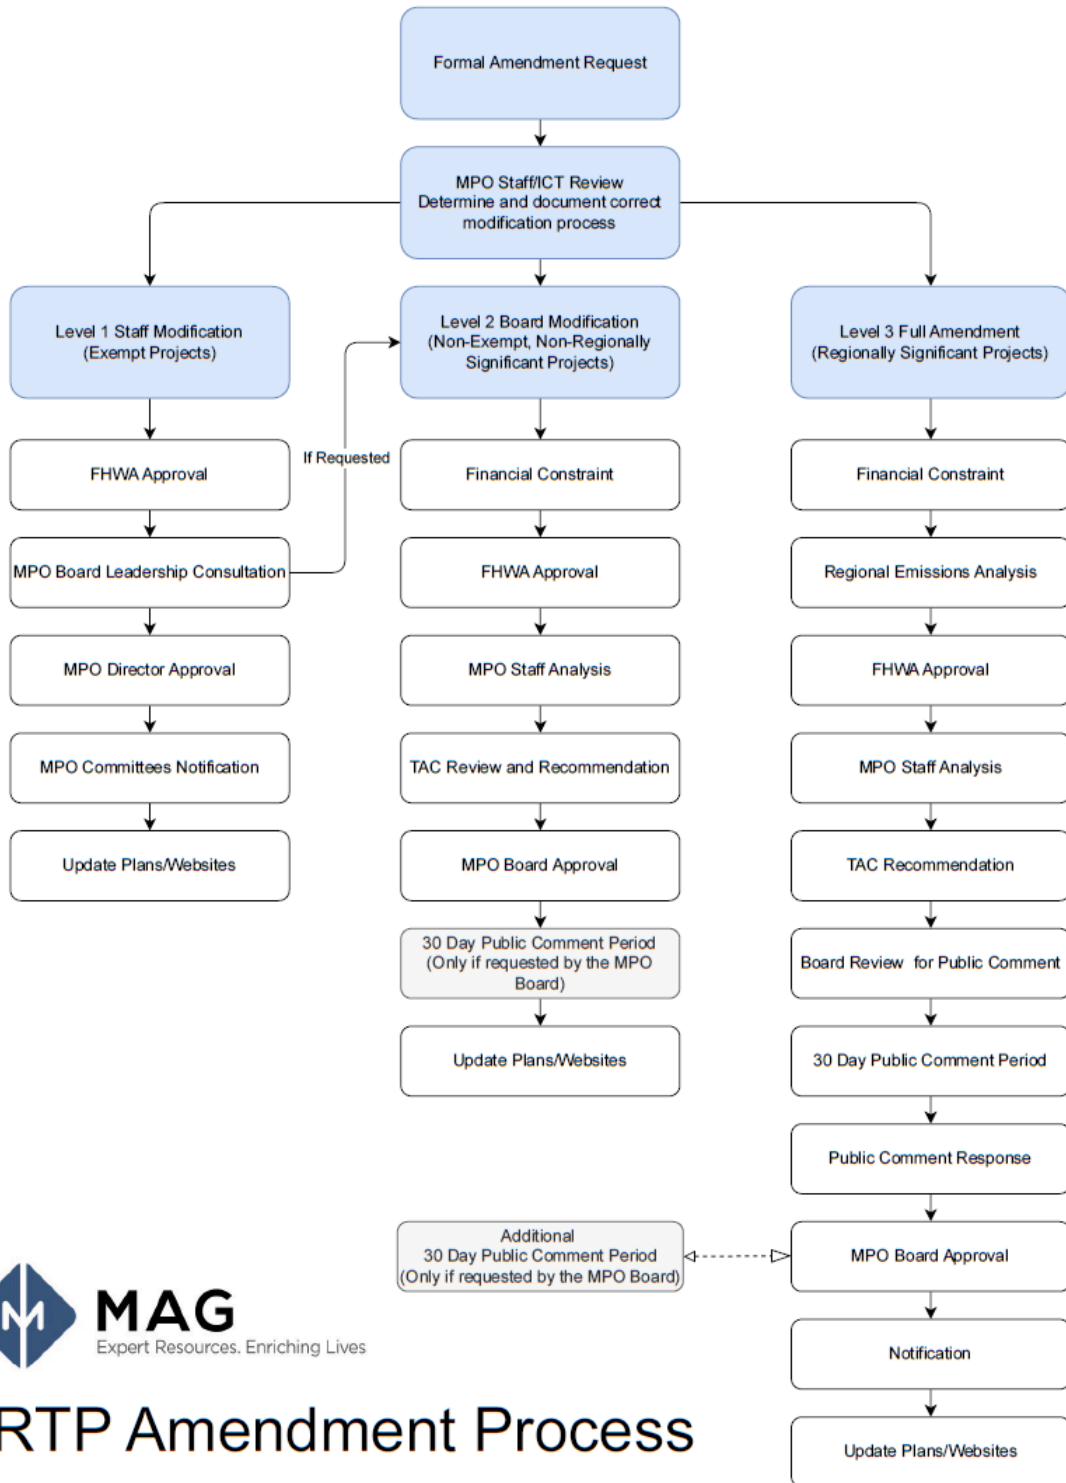 Formal Amendment Request
MPO Staff/ICT Review
Determine and document correct
modification process
Level 1 Staff Modification
(Exempt Projects)
FHWA Approval
MPO Board Leadership Consultation
MPO Director Approval
MPO Committees Notification
Update Plans/Websites
If Requested
Level 2 Board Modification
(Non-Exempt, Non-Regionally
Significant Projects)
Financial Constraint
FHWA Approval
MPO Staff Analysis
TAC Review and Recommendation
MPO Board Approval
30 Day Public Comment Period
(Only if requested by the MPO
Board)
Update Plans/Websites
Level 3 Full Amendment
(Regionally Significant Projects)
Financial Constraint
Regional Emissions Analysis
FHWA Approval
MPO Staff Analysis
TAC Recommendation
Board Review for Public Comment
30 Day Public Comment Period
Public Comment Response
MPO Board Approval
Additional
30 Day Public Comment Period
(Only if requested by the MPO Board)
Notification
Update Plans/Websites
MAG
Expert Resources. Enriching Lives
RTP Amendment Process